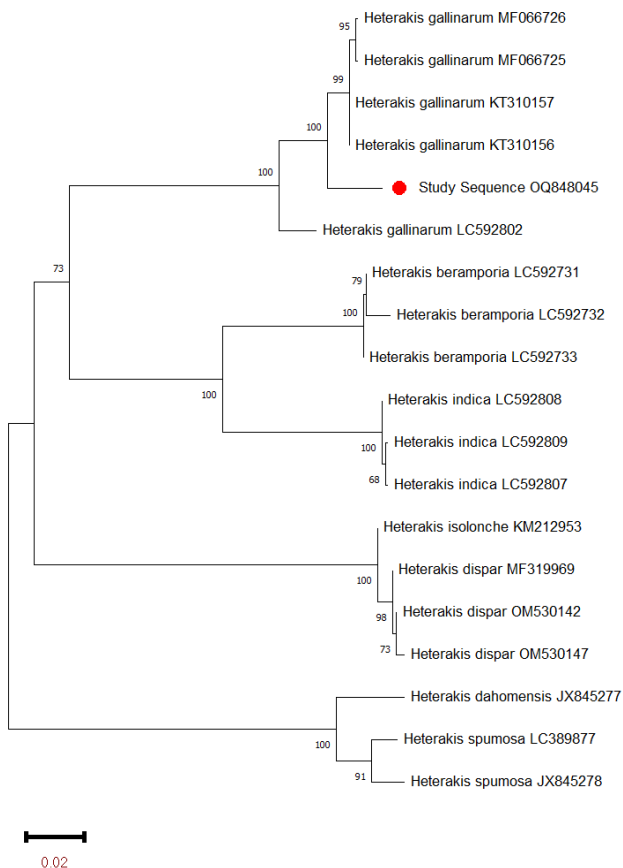 Heterakis gallinarum MF066726
95
Heterakis gallinarum MF066725
99
Heterakis gallinarum KT310157
100
Heterakis gallinarum KT310156
100
Study Sequence OQ848045
Heterakis gallinarum LC592802
73
Heterakis beramporia LC592731
79
Heterakis beramporia LC592732
100
Heterakis beramporia LC592733
100
Heterakis indica LC592808
100
Heterakis indica LC592809
68
Heterakis indica LC592807
Heterakis isolonche KM212953
100
Heterakis dispar MF319969
98
Heterakis dispar OM530142
73
Heterakis dispar OM530147
Heterakis dahomensis JX845277
100
Heterakis spumosa LC389877
91
Heterakis spumosa JX845278
0.02